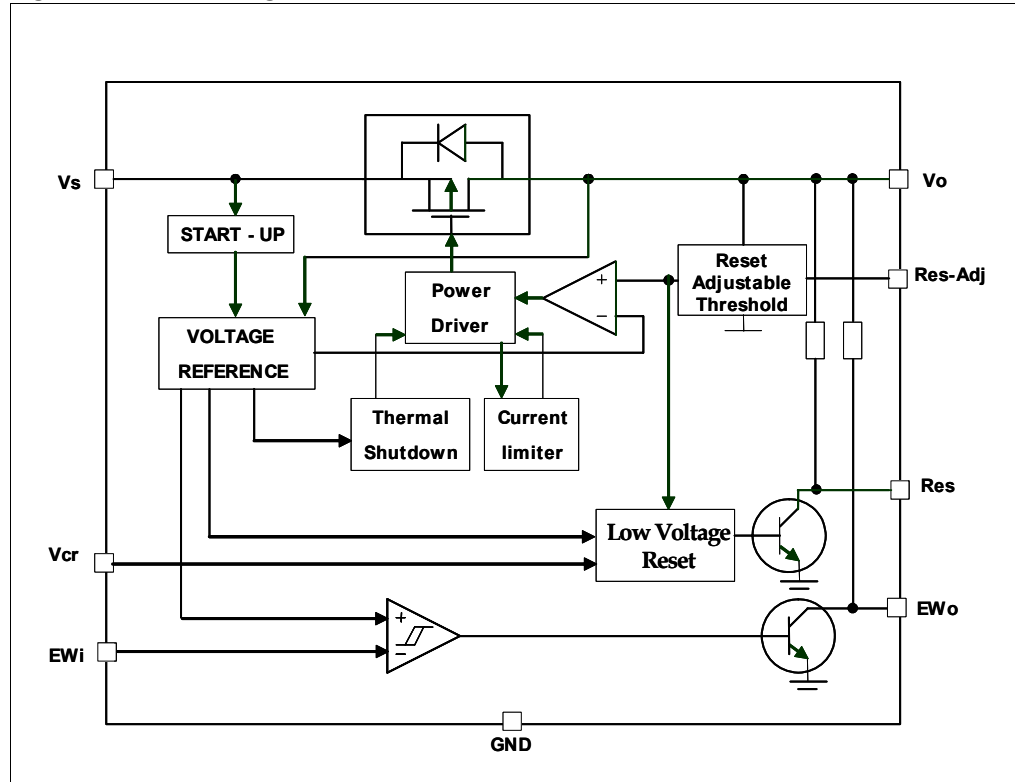 Vs
Vo
START - UP
Reset
Adjustable
Threshold
Res-Adj
Power
Driver
+
−
VOLTAGE
REFERENCE
Thermal
Shutdown
Current
limiter
Res
Low Voltage
Reset
Vcr
EWo
+
−
EWi
GND